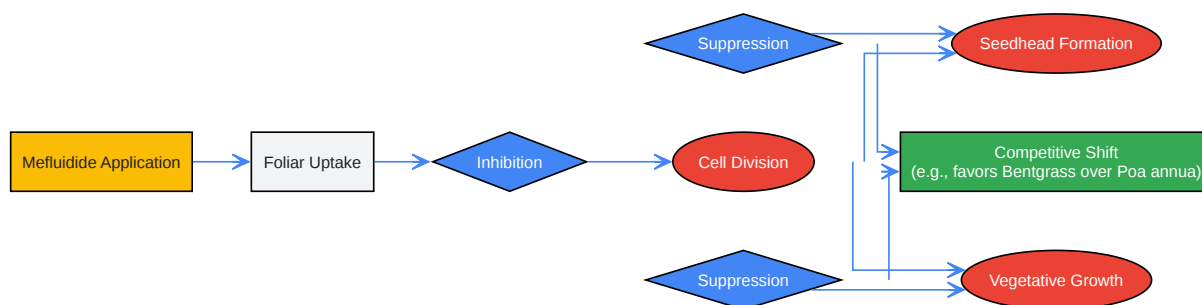 Suppression
Seedhead Formation
Mefluidide Application
Foliar Uptake
Inhibition
Cell Division
Competitive Shift
(e.g., favors Bentgrass over Poa annua)
Suppression
Vegetative Growth